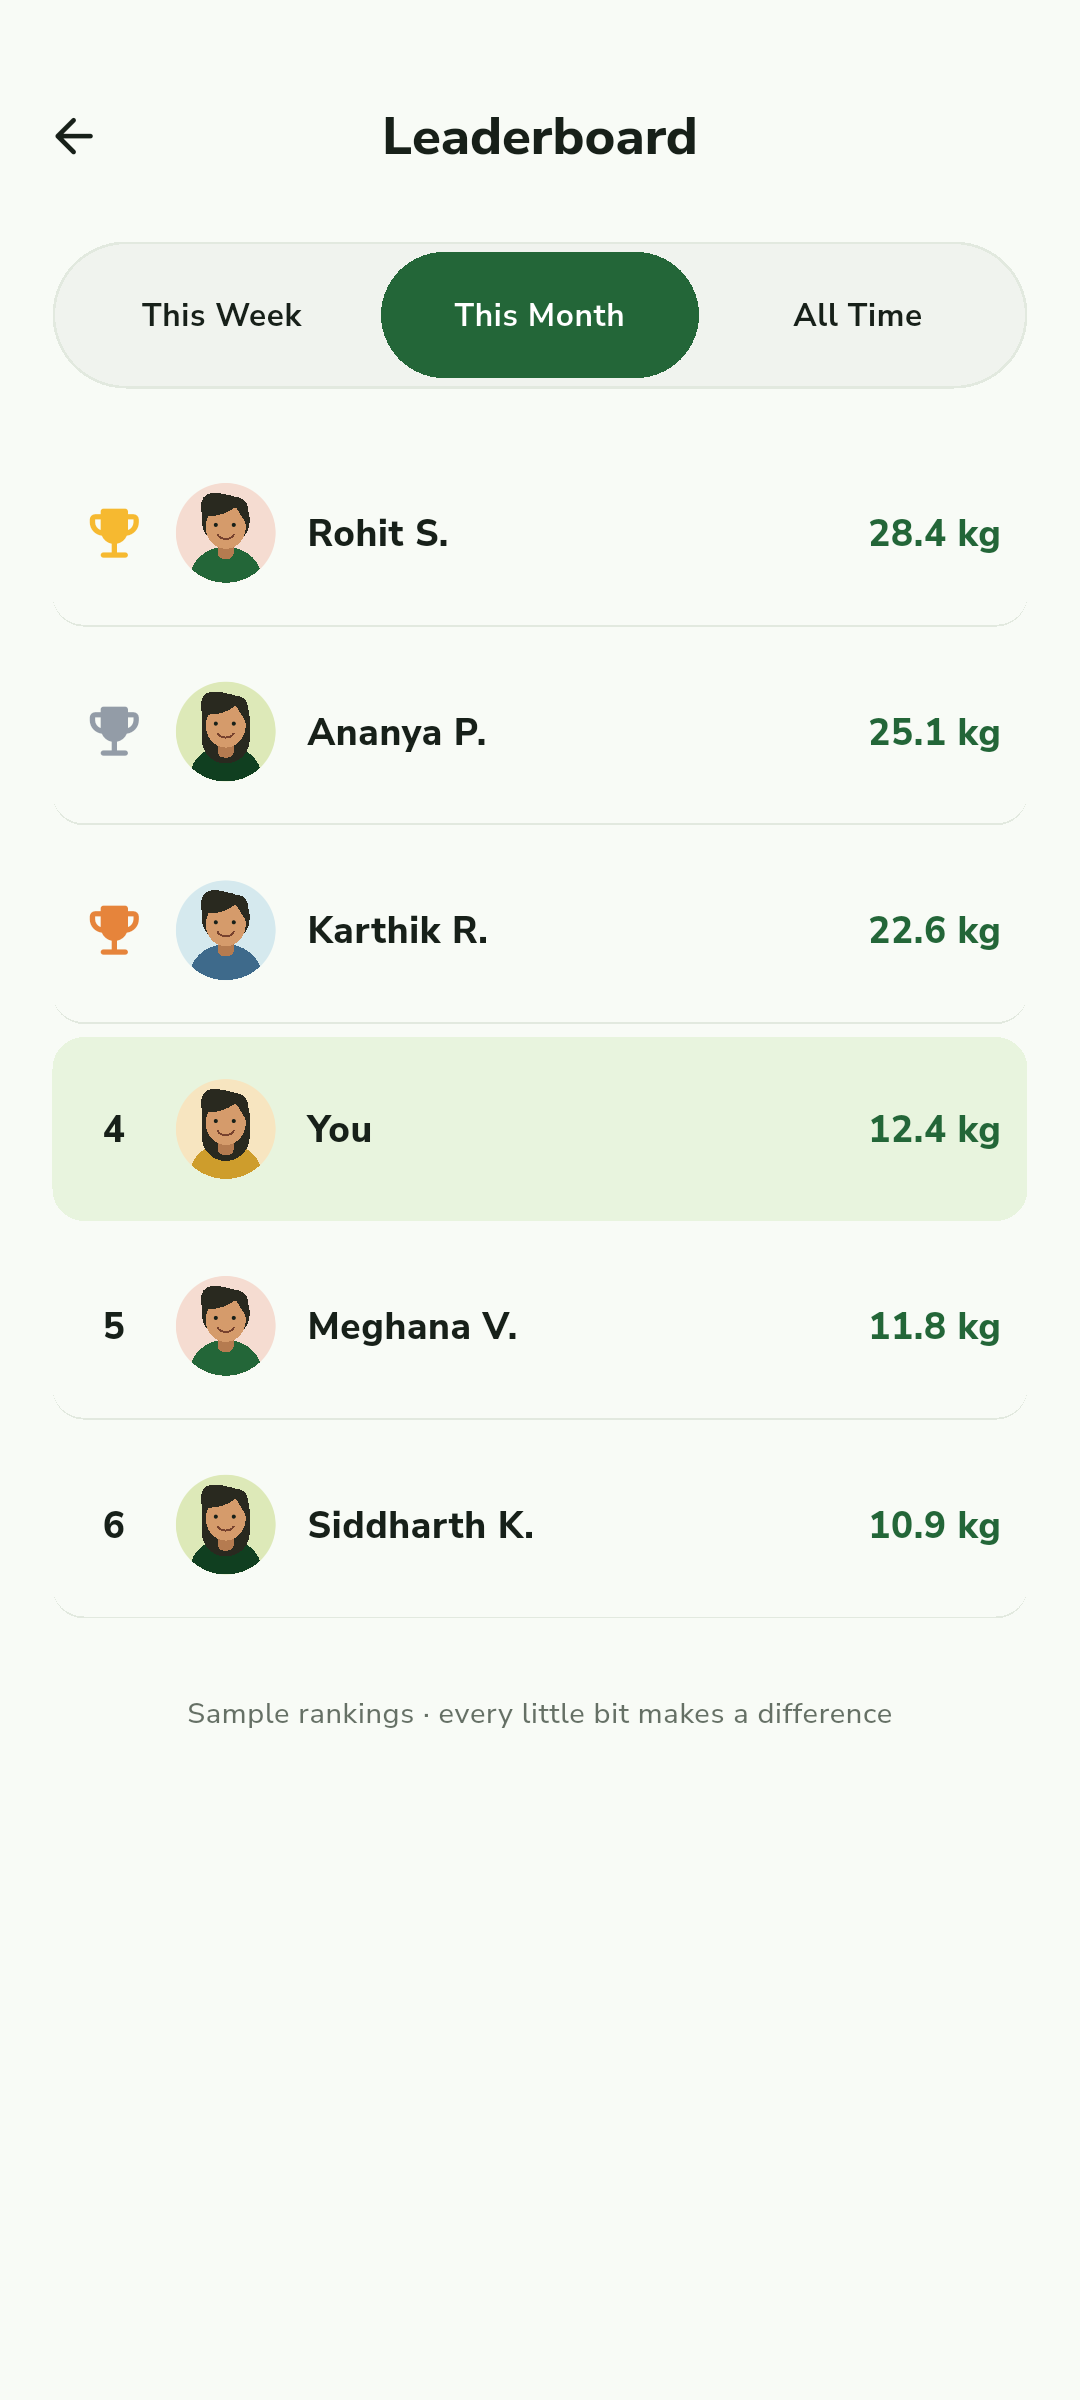 Leaderboard
This Week
This Month
All Time
Rohit S.
28.4 kg
Ananya P.
25.1 kg
Karthik R.
22.6 kg
4
You
12.4 kg
5
Meghana V.
11.8 kg
6
Siddharth K.
10.9 kg
Sample rankings · every little bit makes a difference